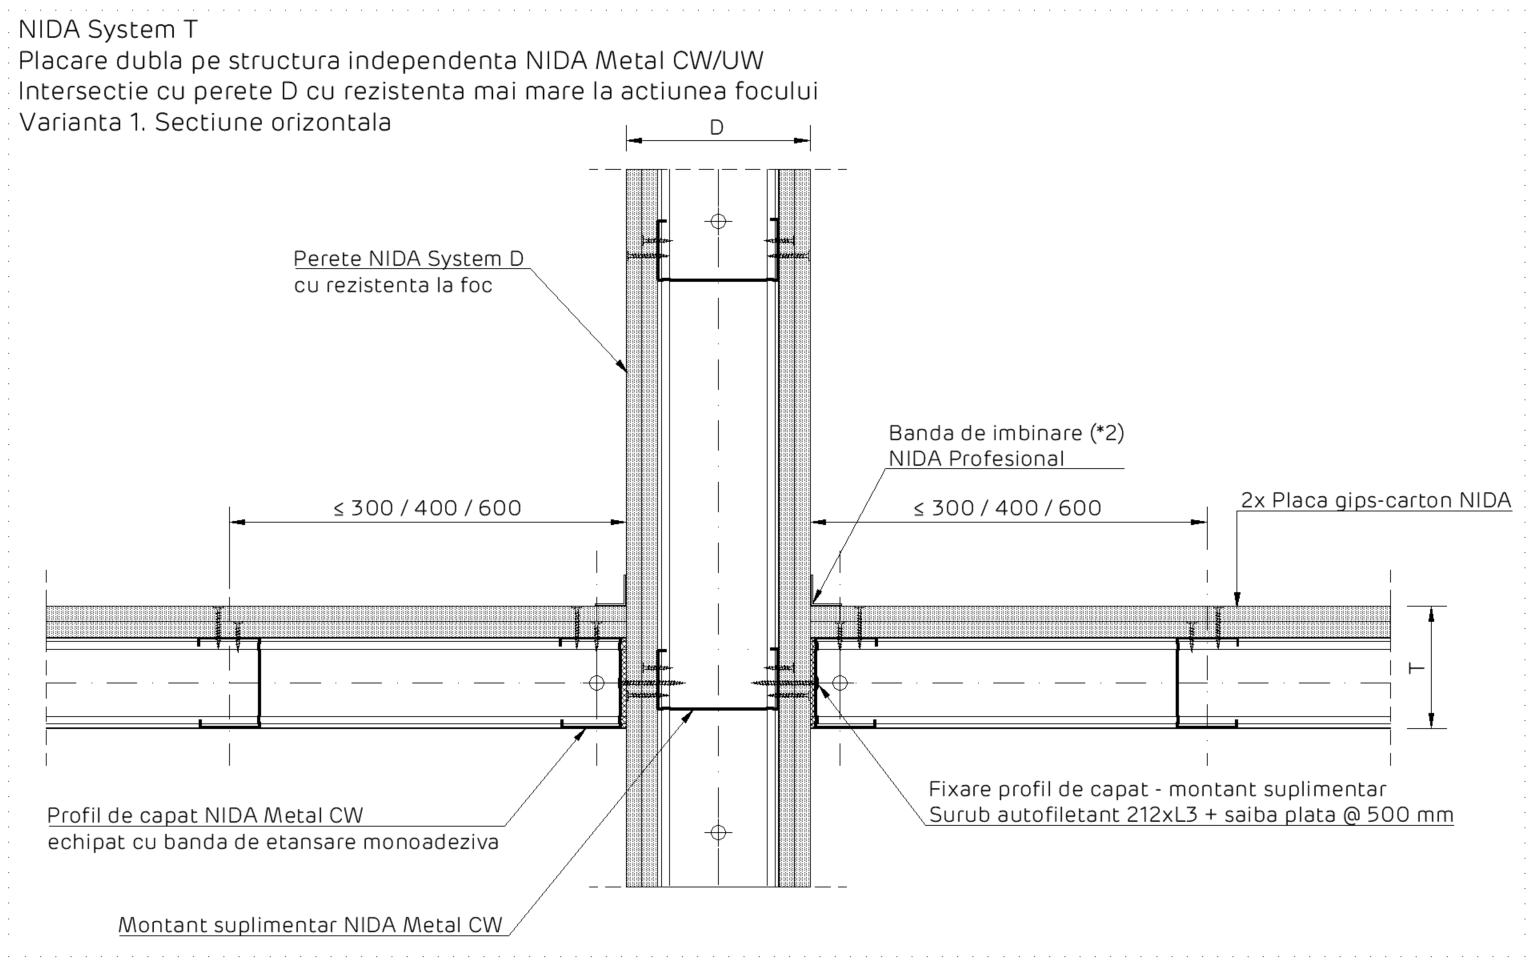 NIDA System T
Placare dubla pe structura independenta NIDA Metal CW/UW
Intersectie cu perete D cu rezistenta mai mare la actiunea focului
Varianta 1. Sectiune orizontala
D
Perete NIDA System D
cu rezistenta la foc
Banda de imbinare (*2)
NIDA Profesional
≤ 300 / 400 / 600
≤ 300 / 400 / 600
2x Placa gips-carton NIDA
T
Fixare profil de capat - montant suplimentar
Surub autofiletant 212xL3 + saiba plata @ 500 mm
Profil de capat NIDA Metal CW
echipat cu banda de etansare monoadeziva
Montant suplimentar NIDA Metal CW